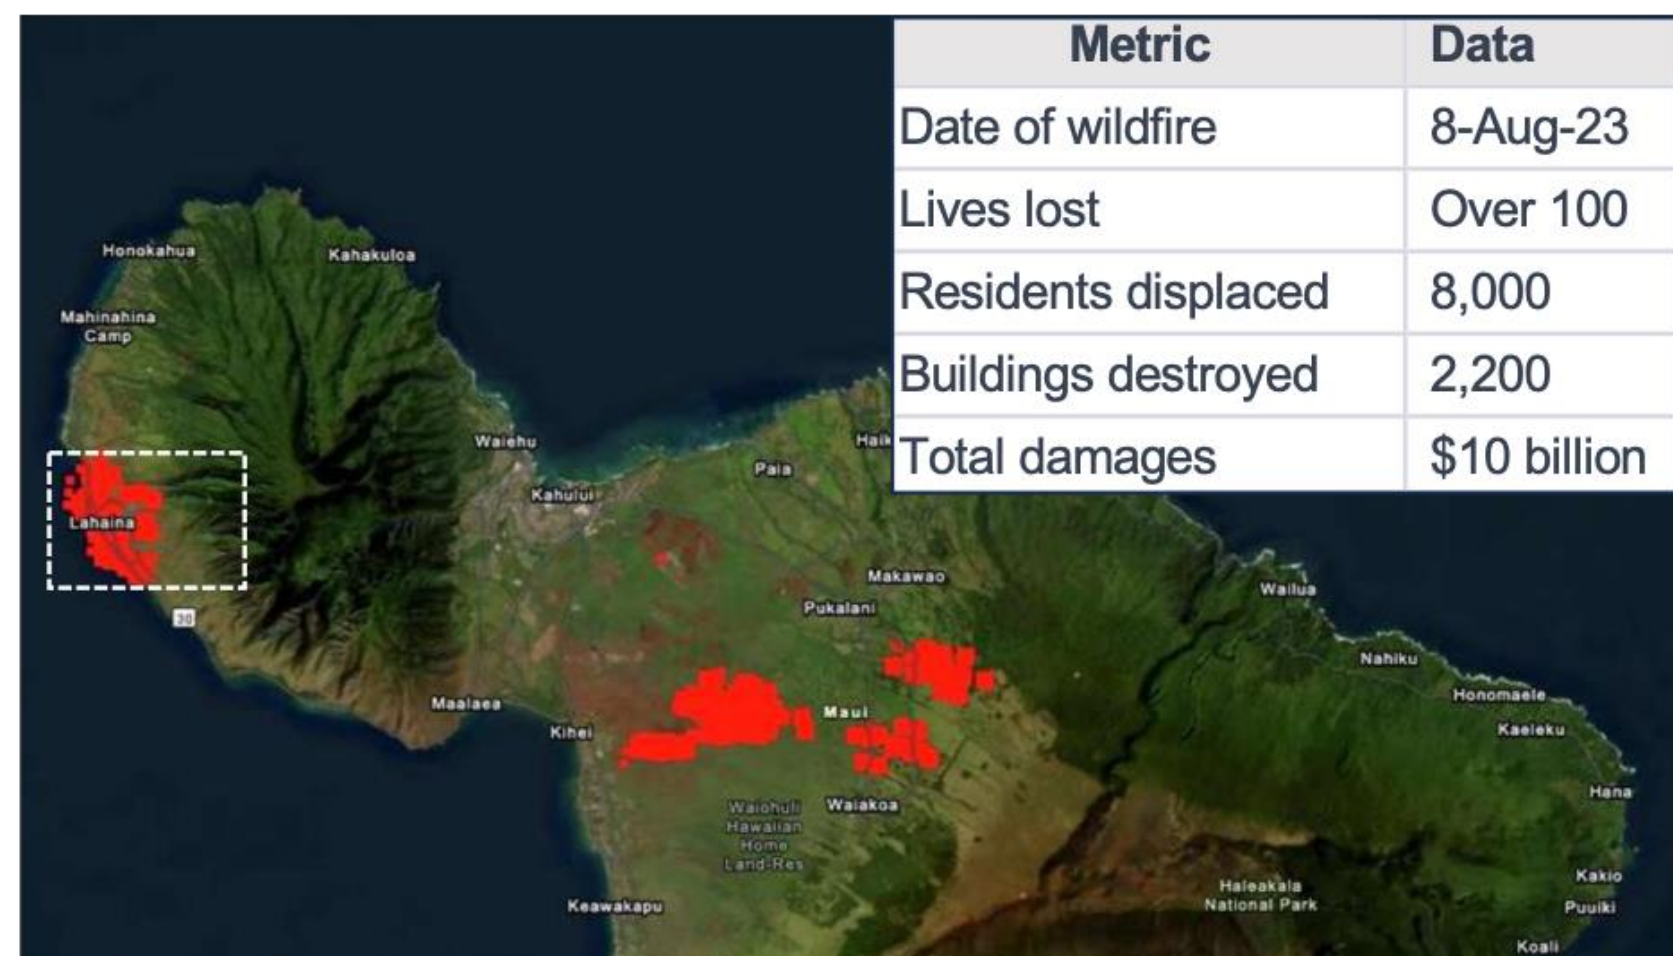 Metric Data
Date of wildfire 8-Aug-23
Lives lost Over 100
Residents displaced 8,000
Buildings destroyed 2,200
Total damages $10 billion
Honokahua
Kahakuloa
Mahinahina
Camp
Waiehu
Haik
Paia
Kahului
Lahaina
Makawao
Wailua
Pukalani
30
Nahiku
Honomaele
Maalaea
Maui
Kihei
Kaeleku
Hana
Waiohuli
Hawaiian
Home
Land-Res
Waiakoa
Haleakala
National Park
Kakio
Keawakapu
Puuiki
Koali